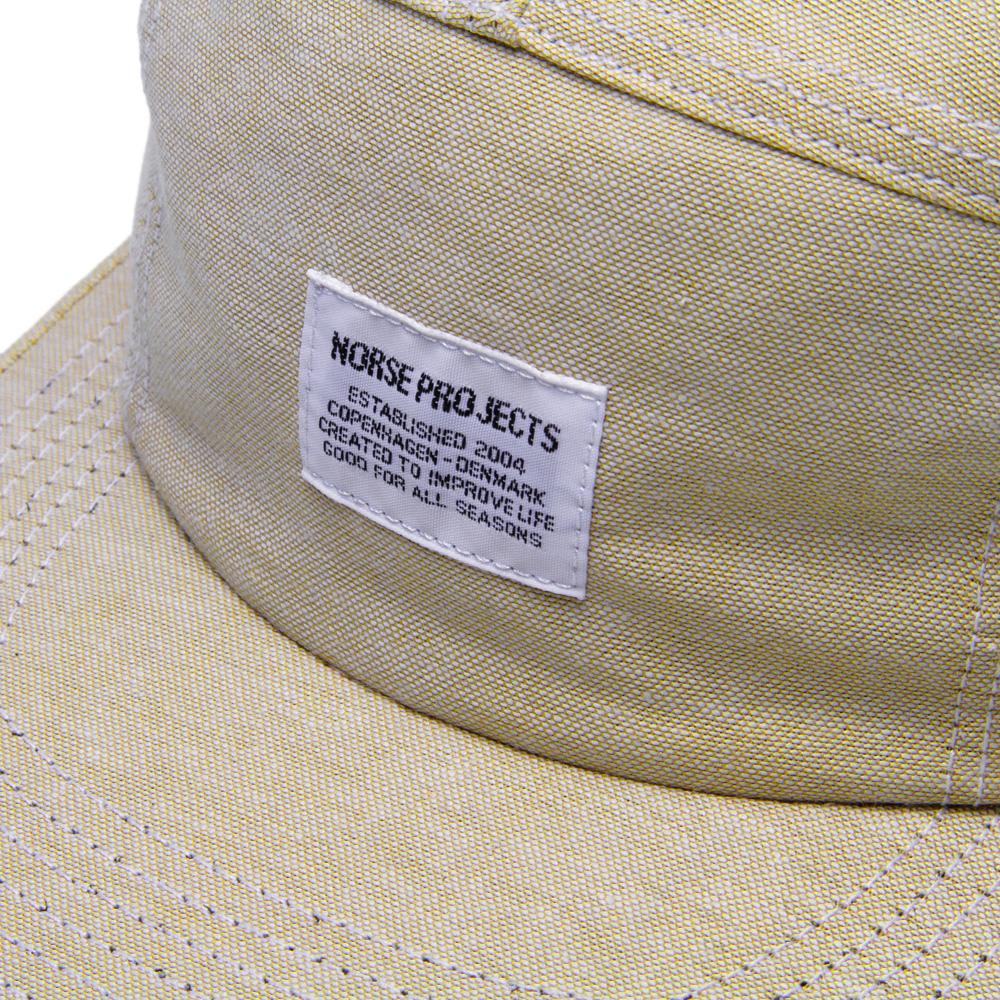 NORSE PROJECTS
ESTABLISHED 2004
COPENHAGEN - DENMARK
CREATED TO IMPROVE LIFE
GOOD FOR ALL SEASONS